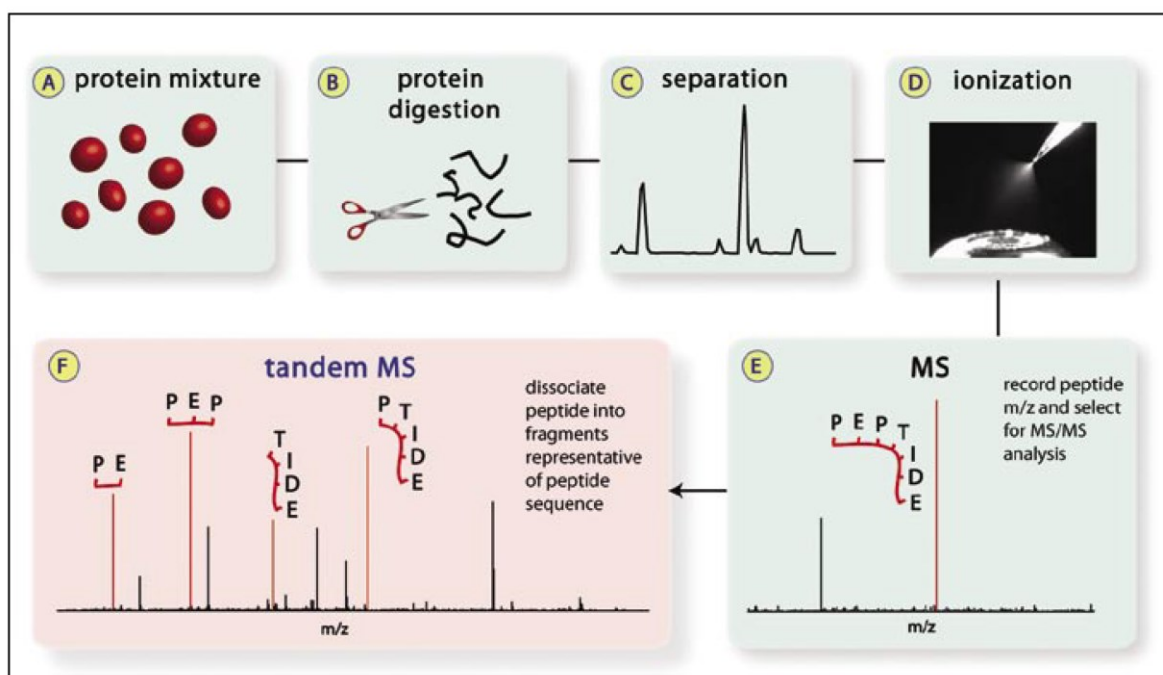 A protein mixture
B protein
digestion
C separation
D ionization
F tandem MS
dissociate
peptide into
fragments
representative
of peptide
sequence
P E
P E P
T
I
D
E
P T
I
D
E
m/z
E MS
record peptide
m/z and select
for MS/MS
analysis
P E P T
I
D
E
m/z